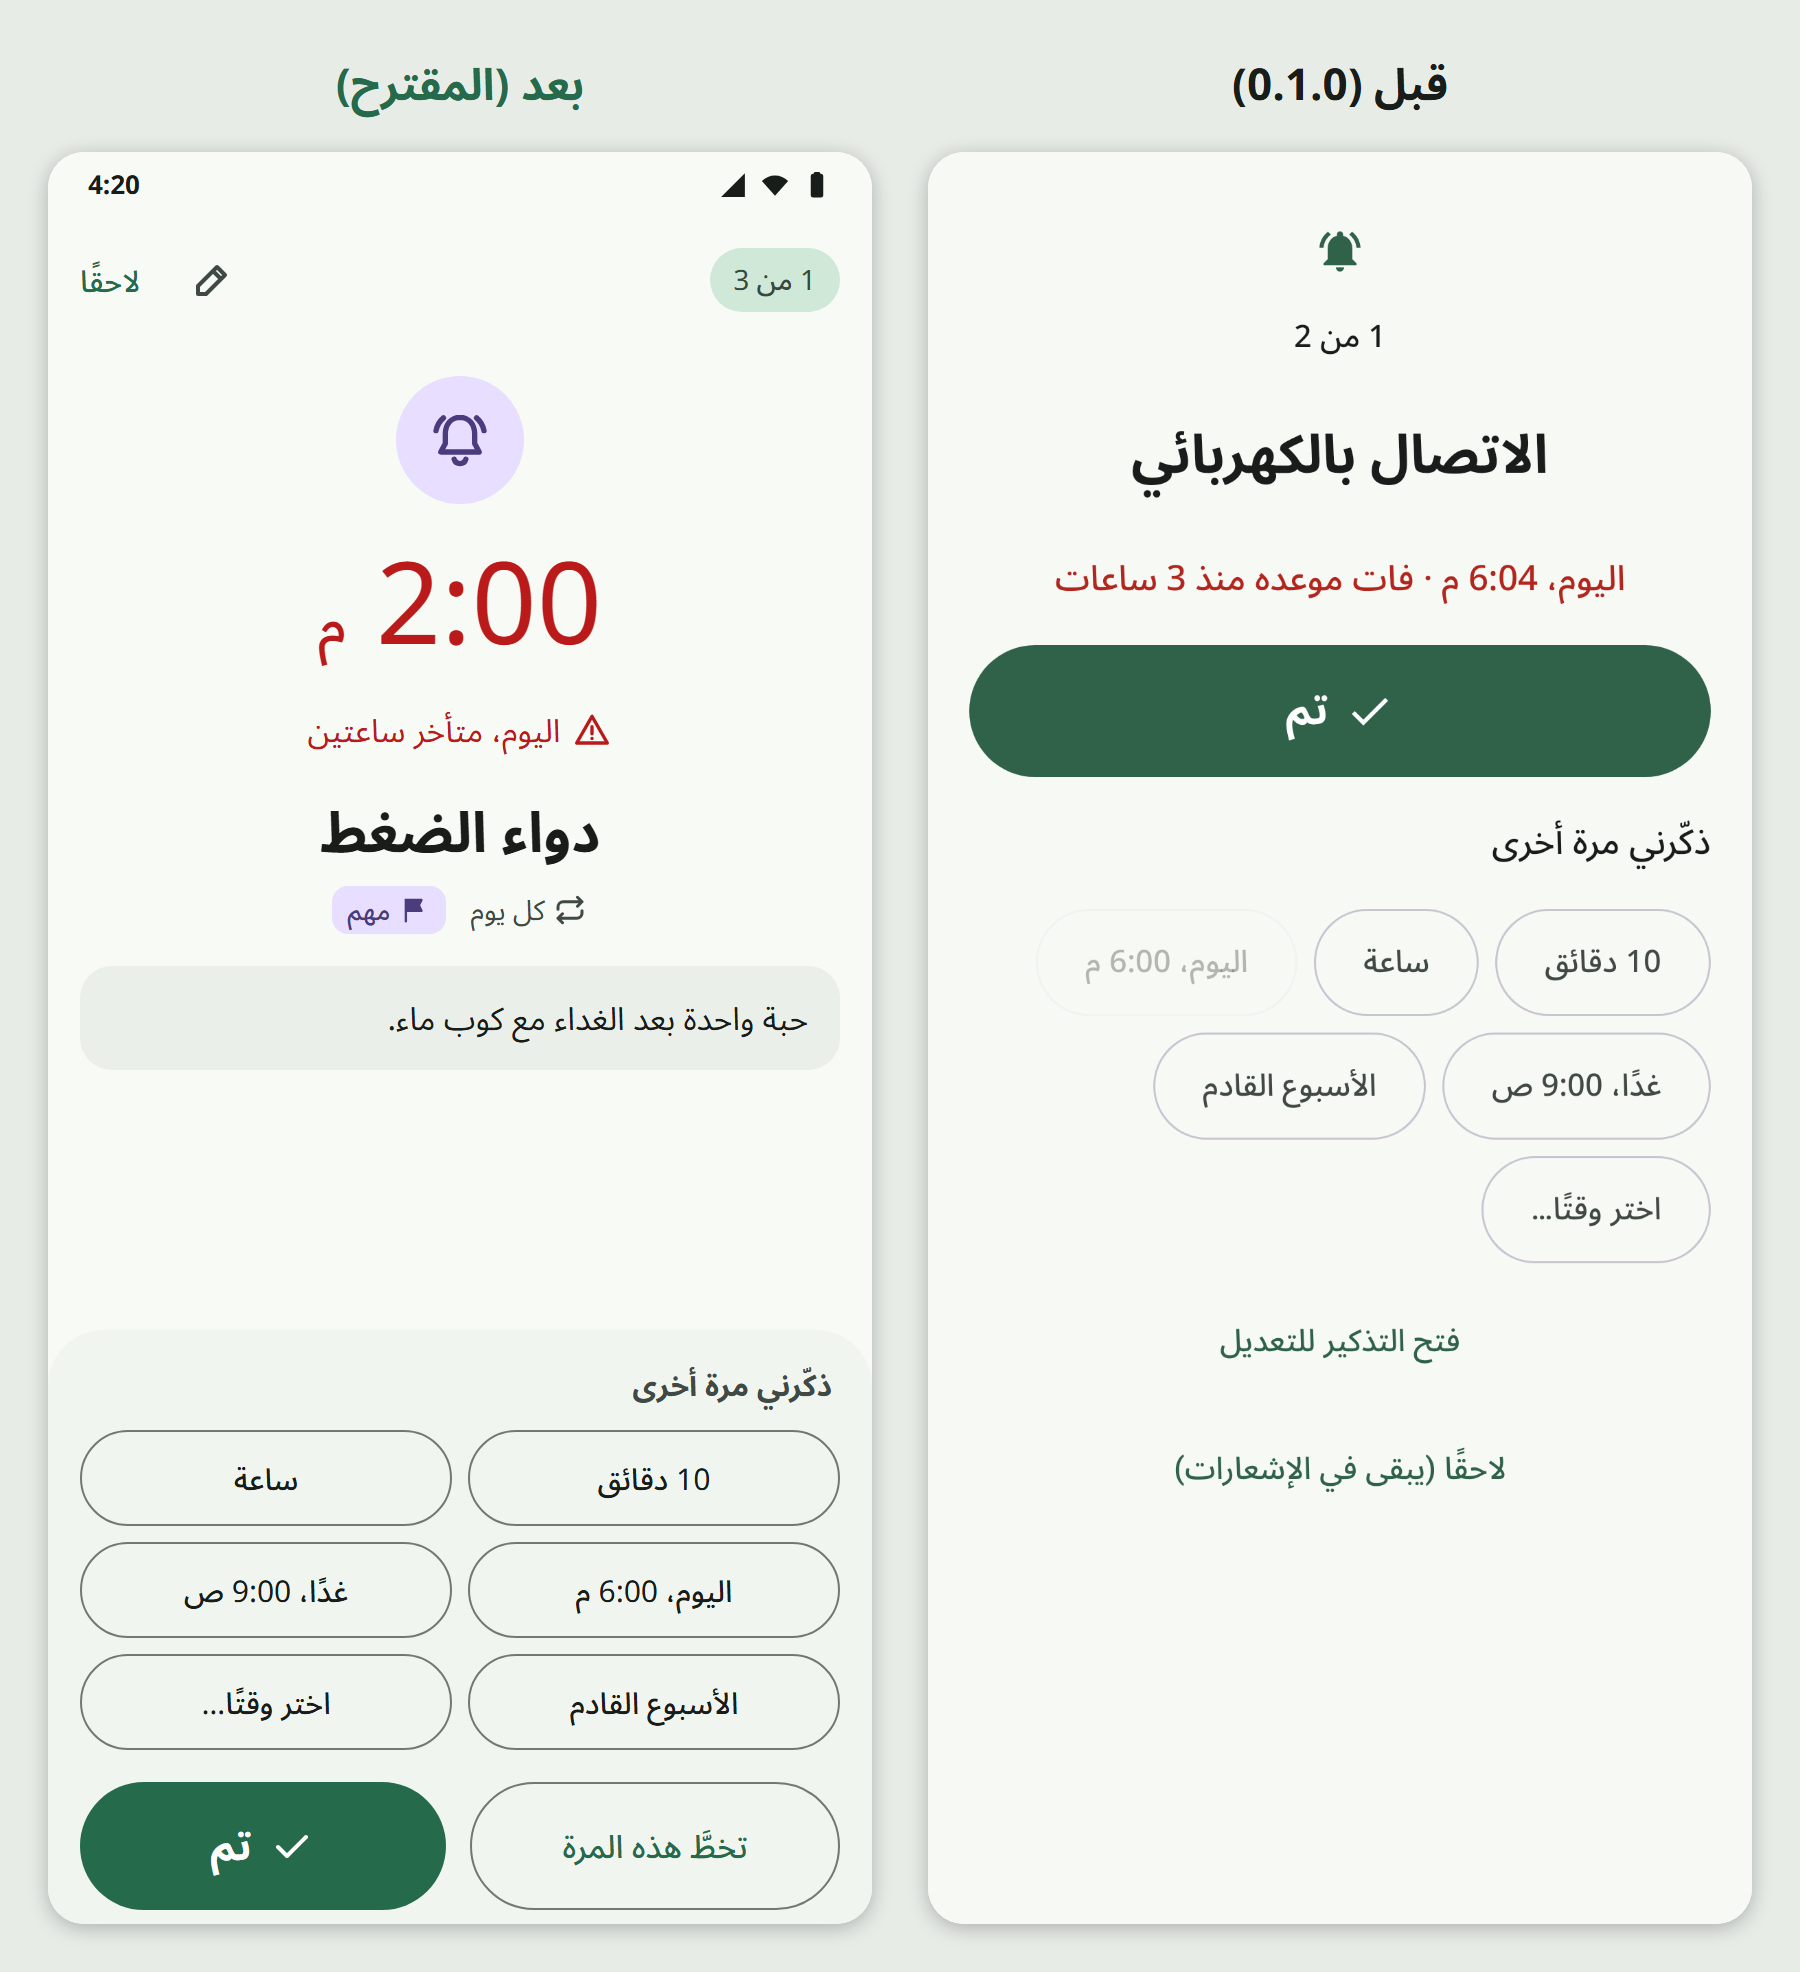 قبل (0.1.0)
1 من 2
الاتصال بالكهربائي
اليوم، 6:04 م · فات موعده منذ 3 ساعات
تم
ذكّرني مرة أخرى
10 دقائق
ساعة
اليوم، 6:00 م
غدًا، 9:00 ص
الأسبوع القادم
اختر وقتًا...
فتح التذكير للتعديل
لاحقًا (يبقى في الإشعارات)
بعد (المقترح)
4:20
1 من 3
لاحقًا
2:00 م
اليوم، متأخر ساعتين
دواء الضغط
كل يوم
مهم
حبة واحدة بعد الغداء مع كوب ماء.
ذكّرني مرة أخرى
10 دقائق
ساعة
اليوم، 6:00 م
غدًا، 9:00 ص
الأسبوع القادم
اختر وقتًا...
تخطَّ هذه المرة
تم